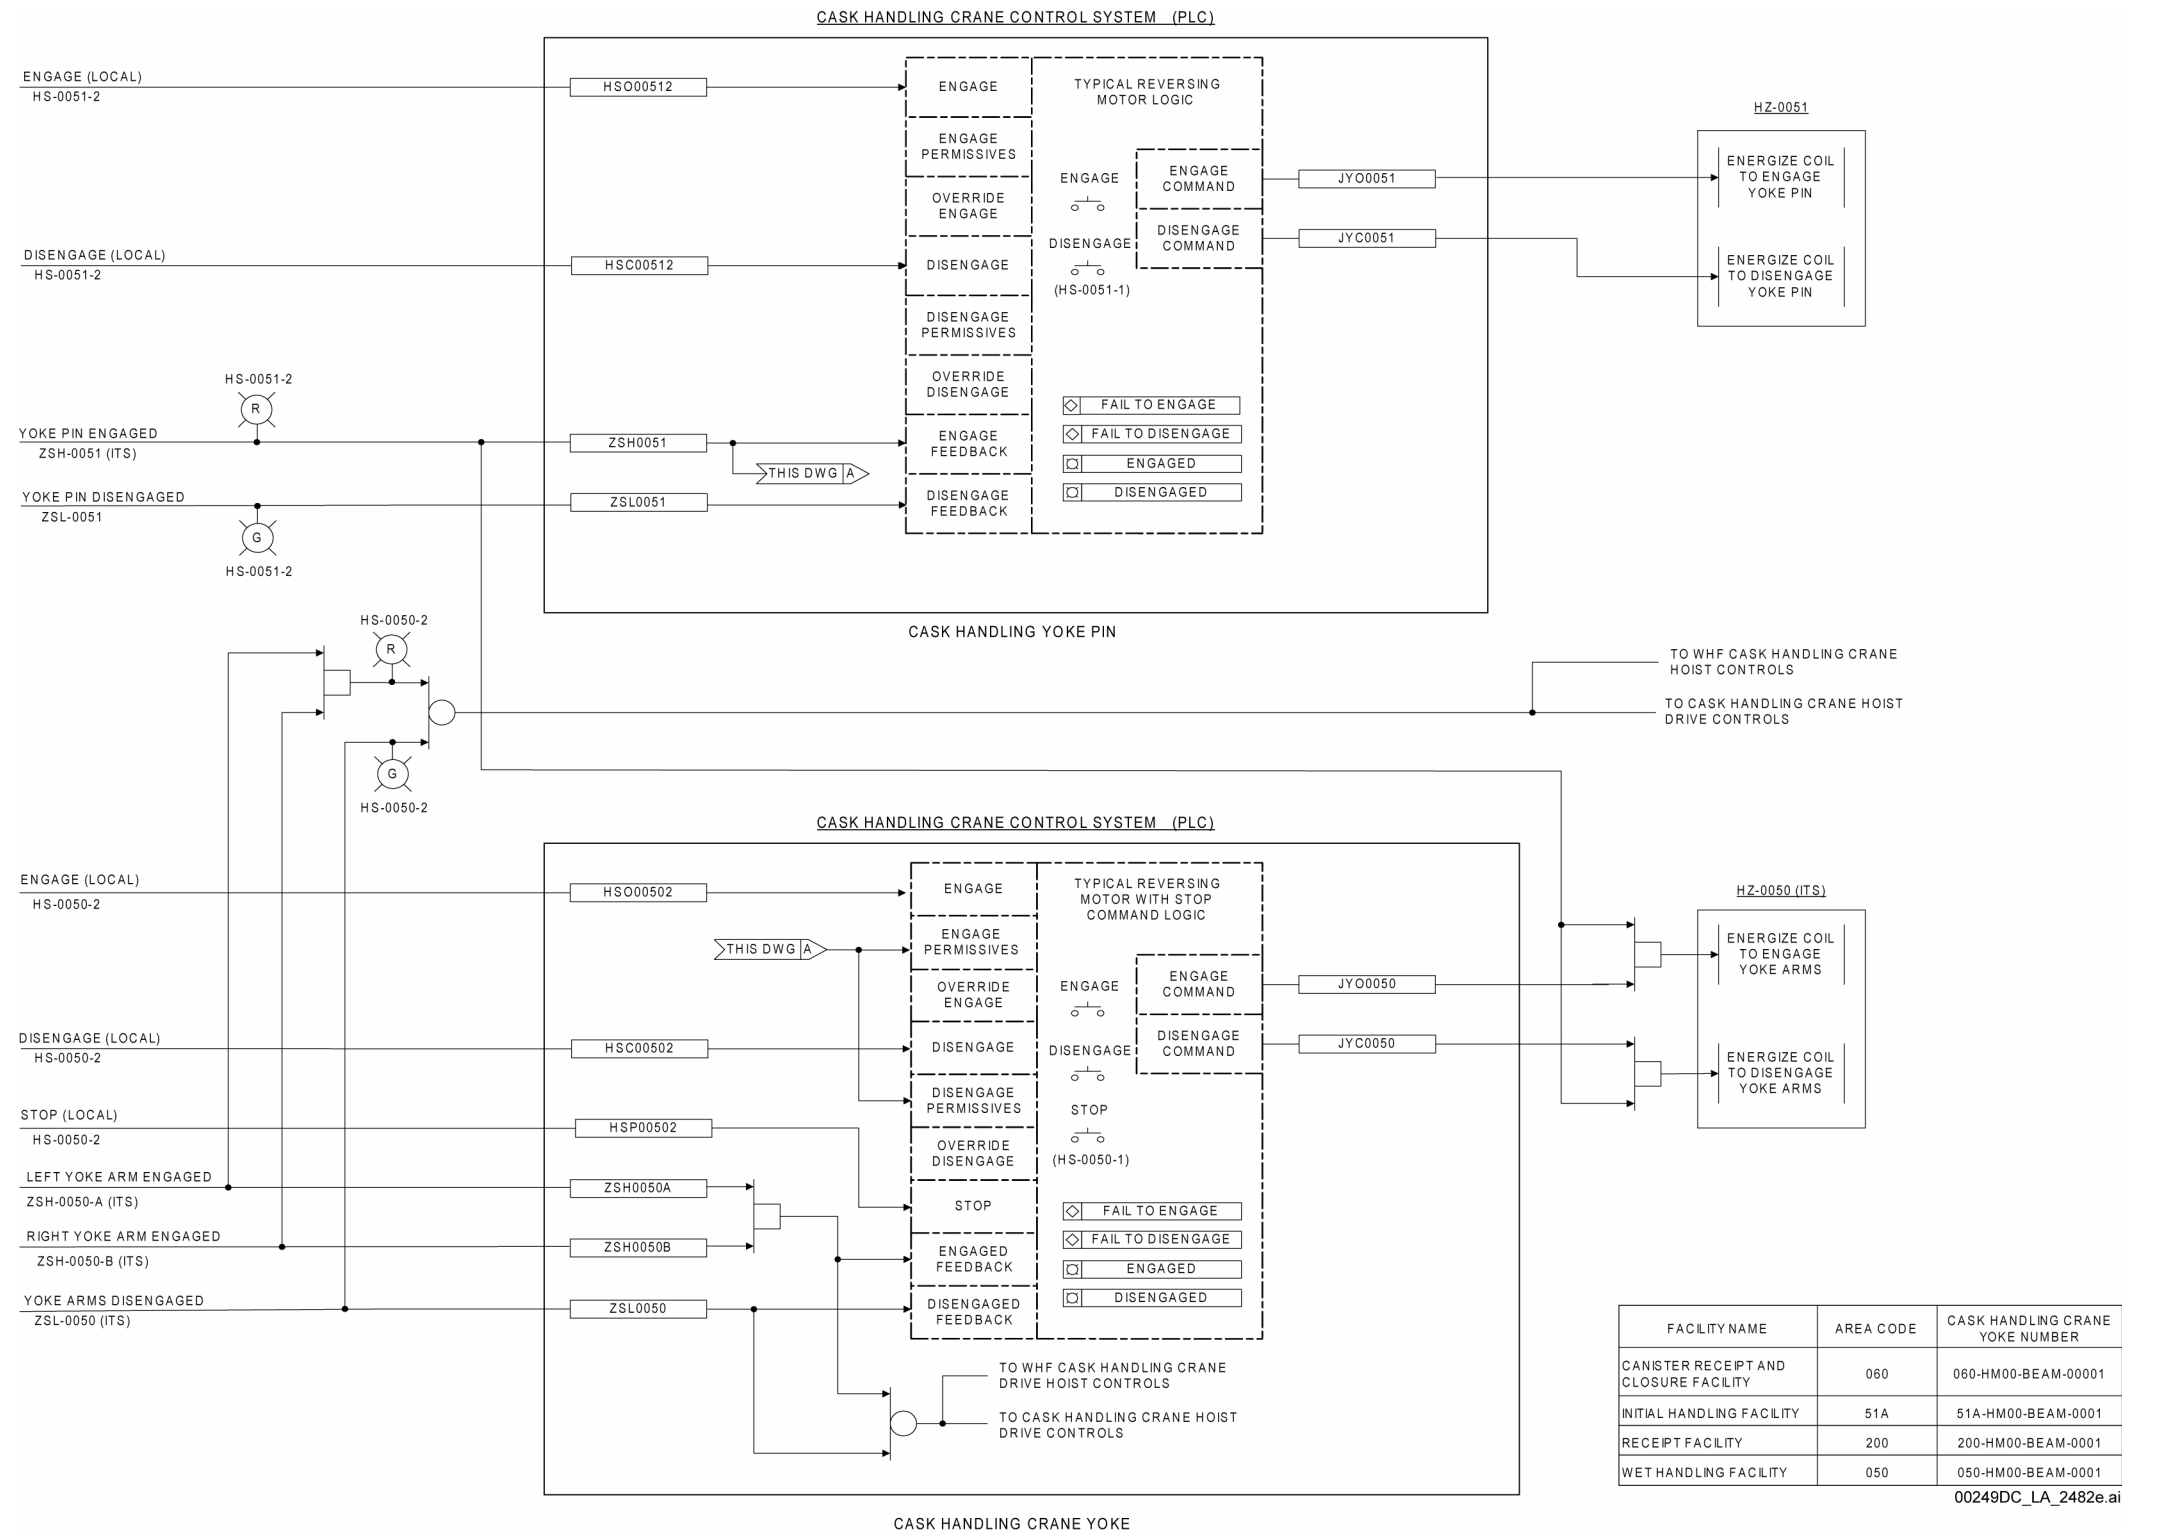 CASK HANDLING CRANE CONTROL SYSTEM (PLC)
ENGAGE (LOCAL)
HS-0051-2
HSO00512
ENGAGE
TYPICAL REVERSING
MOTOR LOGIC
HZ-0051
ENGAGE
PERMISSIVES
ENGAGE
ENGAGE
COMMAND
JYO0051
ENERGIZE COIL
TO ENGAGE
YOKE PIN
OVERRIDE
ENGAGE
DISENGAGE (LOCAL)
HS-0051-2
HSC00512
DISENGAGE
DISENGAGE
(HS-0051-1)
DISENGAGE
COMMAND
JYC0051
ENERGIZE COIL
TO DISENGAGE
YOKE PIN
DISENGAGE
PERMISSIVES
OVERRIDE
DISENGAGE
HS-0051-2
R
YOKE PIN ENGAGED
ZSH-0051 (ITS)
ZSH0051
THIS DWG A
ENGAGE
FEEDBACK
FAIL TO ENGAGE
FAIL TO DISENGAGE
ENGAGED
DISENGAGED
YOKE PIN DISENGAGED
ZSL-0051
G
HS-0051-2
ZSL0051
DISENGAGE
FEEDBACK
CASK HANDLING YOKE PIN
HS-0050-2
R
G
HS-0050-2
TO WHF CASK HANDLING CRANE
HOIST CONTROLS
TO CASK HANDLING CRANE HOIST
DRIVE CONTROLS
CASK HANDLING CRANE CONTROL SYSTEM (PLC)
ENGAGE (LOCAL)
HS-0050-2
HSO00502
ENGAGE
TYPICAL REVERSING
MOTOR WITH STOP
COMMAND LOGIC
HZ-0050 (ITS)
THIS DWG A
ENGAGE
PERMISSIVES
OVERRIDE
ENGAGE
ENGAGE
ENGAGE
COMMAND
JYO0050
ENERGIZE COIL
TO ENGAGE
YOKE ARMS
DISENGAGE (LOCAL)
HS-0050-2
HSC00502
DISENGAGE
DISENGAGE
DISENGAGE
COMMAND
JYC0050
ENERGIZE COIL
TO DISENGAGE
YOKE ARMS
DISENGAGE
PERMISSIVES
STOP (LOCAL)
HS-0050-2
HSP00502
OVERRIDE
DISENGAGE
STOP
(HS-0050-1)
LEFT YOKE ARM ENGAGED
ZSH-0050-A (ITS)
ZSH0050A
STOP
RIGHT YOKE ARM ENGAGED
ZSH-0050-B (ITS)
ZSH0050B
ENGAGED
FEEDBACK
FAIL TO ENGAGE
FAIL TO DISENGAGE
ENGAGED
DISENGAGED
YOKE ARMS DISENGAGED
ZSL-0050 (ITS)
ZSL0050
DISENGAGED
FEEDBACK
TO WHF CASK HANDLING CRANE
DRIVE HOIST CONTROLS
TO CASK HANDLING CRANE HOIST
DRIVE CONTROLS
CASK HANDLING CRANE YOKE
FACILITY NAME AREA CODE CASK HANDLING CRANE
YOKE NUMBER
CANISTER RECEIPT AND
CLOSURE FACILITY 060 060-HM00-BEAM-00001
INITIAL HANDLING FACILITY 51A 51A-HM00-BEAM-0001
RECEIPT FACILITY 200 200-HM00-BEAM-0001
WET HANDLING FACILITY 050 050-HM00-BEAM-0001
00249DC_LA_2482e.ai